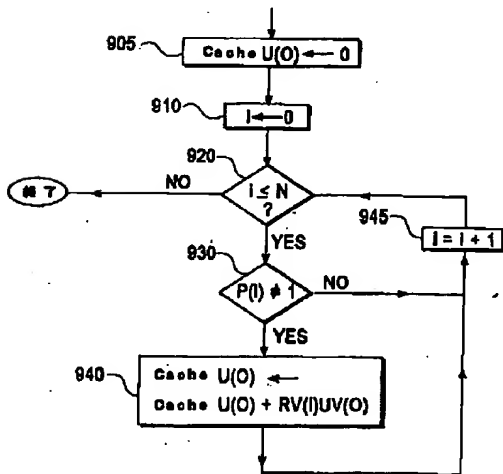 905
Cache U(O) ← 0
910
I ← 0
920
i ≤ N
?
NO
# 7
YES
945
i = i + 1
930
P(I) ≠ 1
NO
YES
940
Cache U(O) ←
Cache U(O) + RV(I)UV(O)